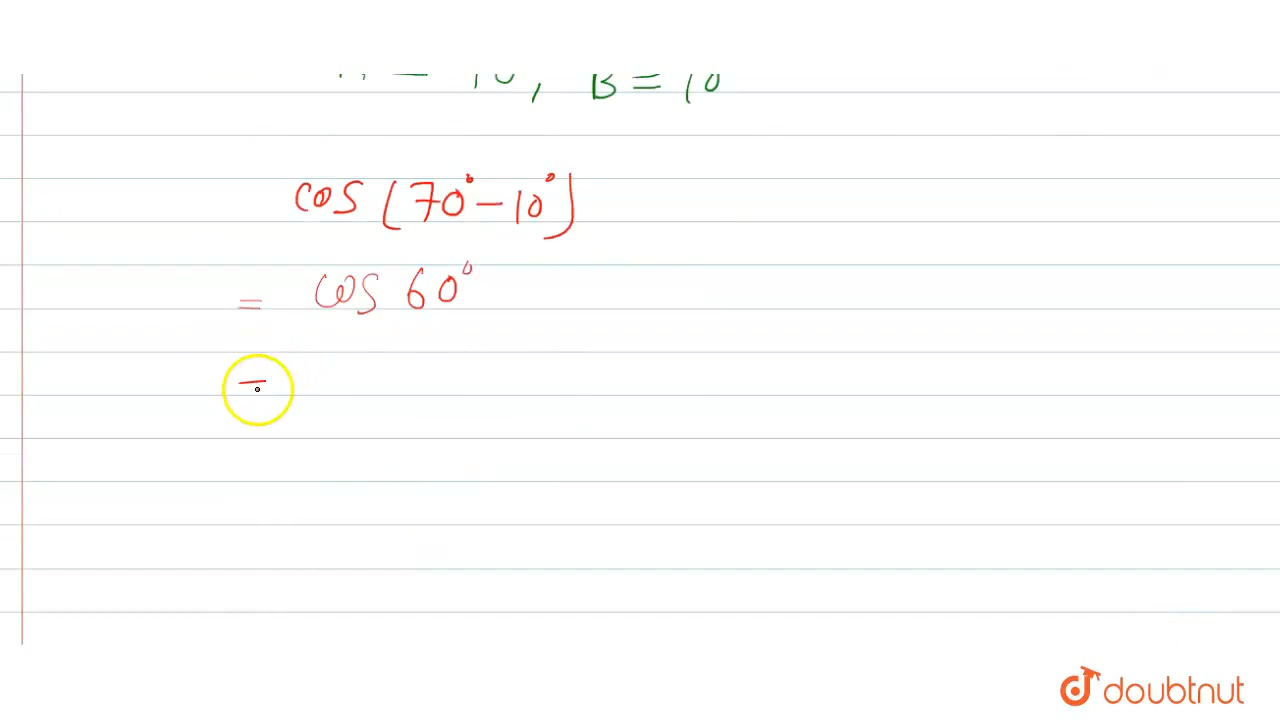 , B = 10
cos (70° - 10°)
= cos 60°
doubtnut